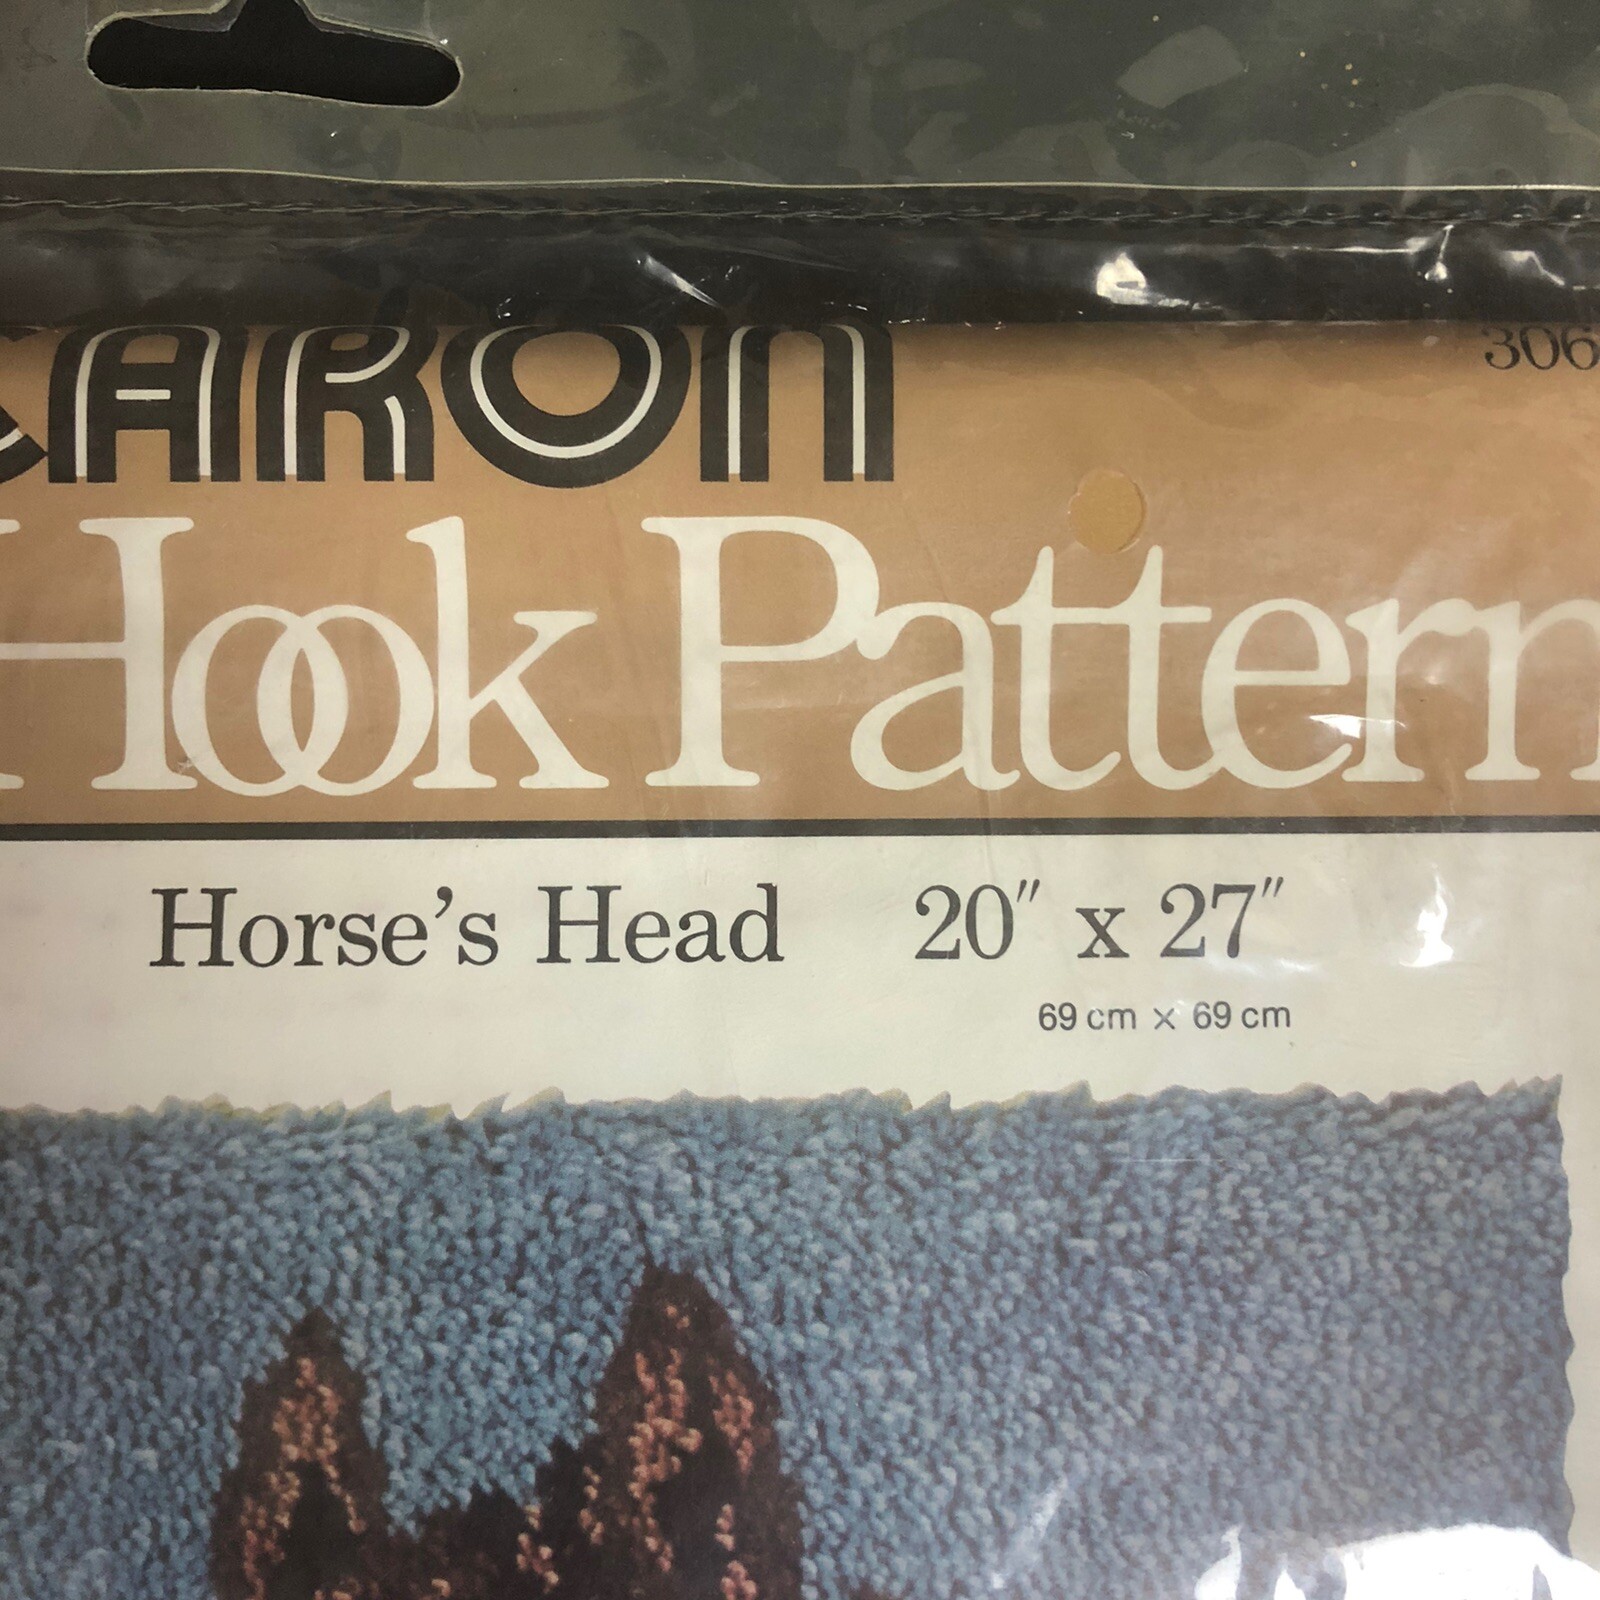 CARON
306
Hook Pattern
Horse's Head 20" x 27"
69 cm × 69 cm